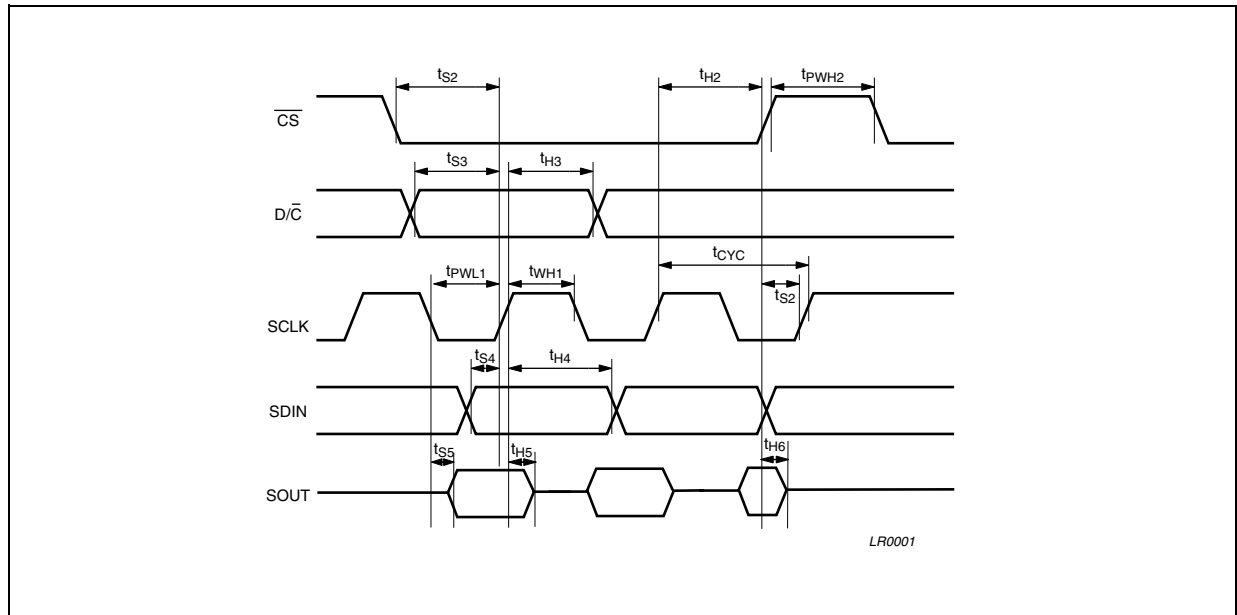 tS2
tH2
tPWH2
CS
tS3
tH3
D/C
tCYC
tPWL1
tWH1
tS2
SCLK
tS4
tH4
SDIN
tS5
tH5
tH6
SOUT
LR0001